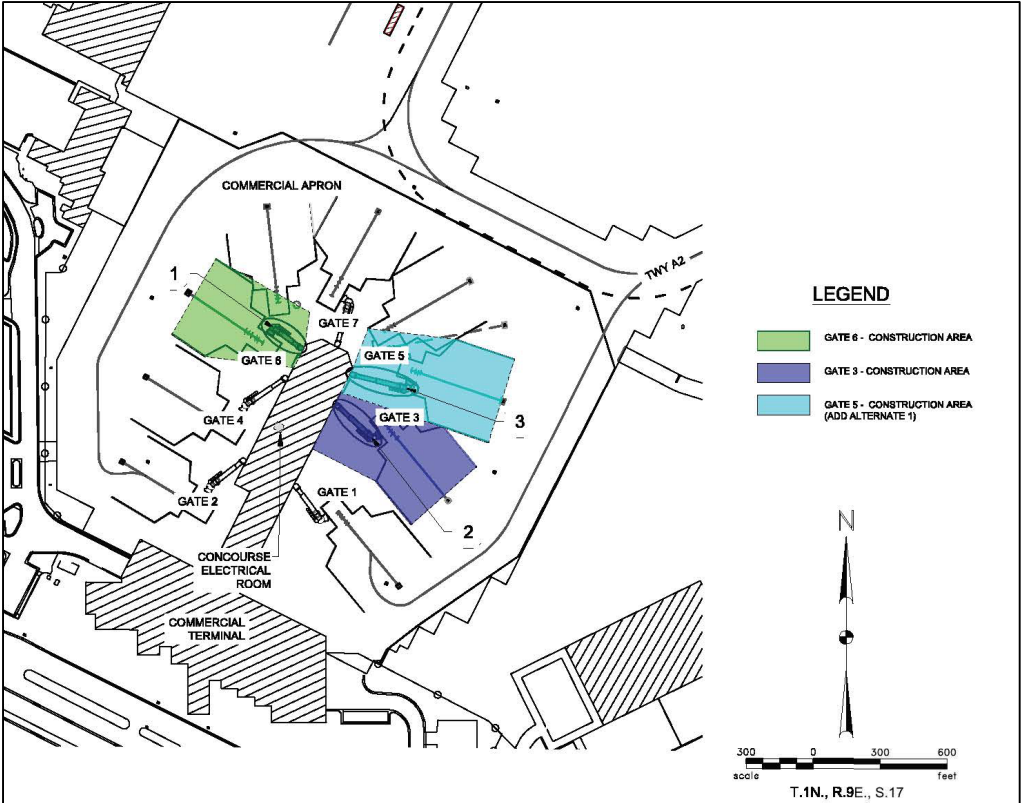 COMMERCIAL APRON
TWY A2
1
GATE 7
GATE 6
GATE 5
GATE 4
GATE 3
3
GATE 2
GATE 1
2
CONCOURSE
ELECTRICAL
ROOM
COMMERCIAL
TERMINAL
LEGEND
GATE 6 - CONSTRUCTION AREA
GATE 3 - CONSTRUCTION AREA
GATE 5 - CONSTRUCTION AREA
(ADD ALTERNATE 1)
N
300 0 300 600
scale feet
T.1N., R.9E., S.17